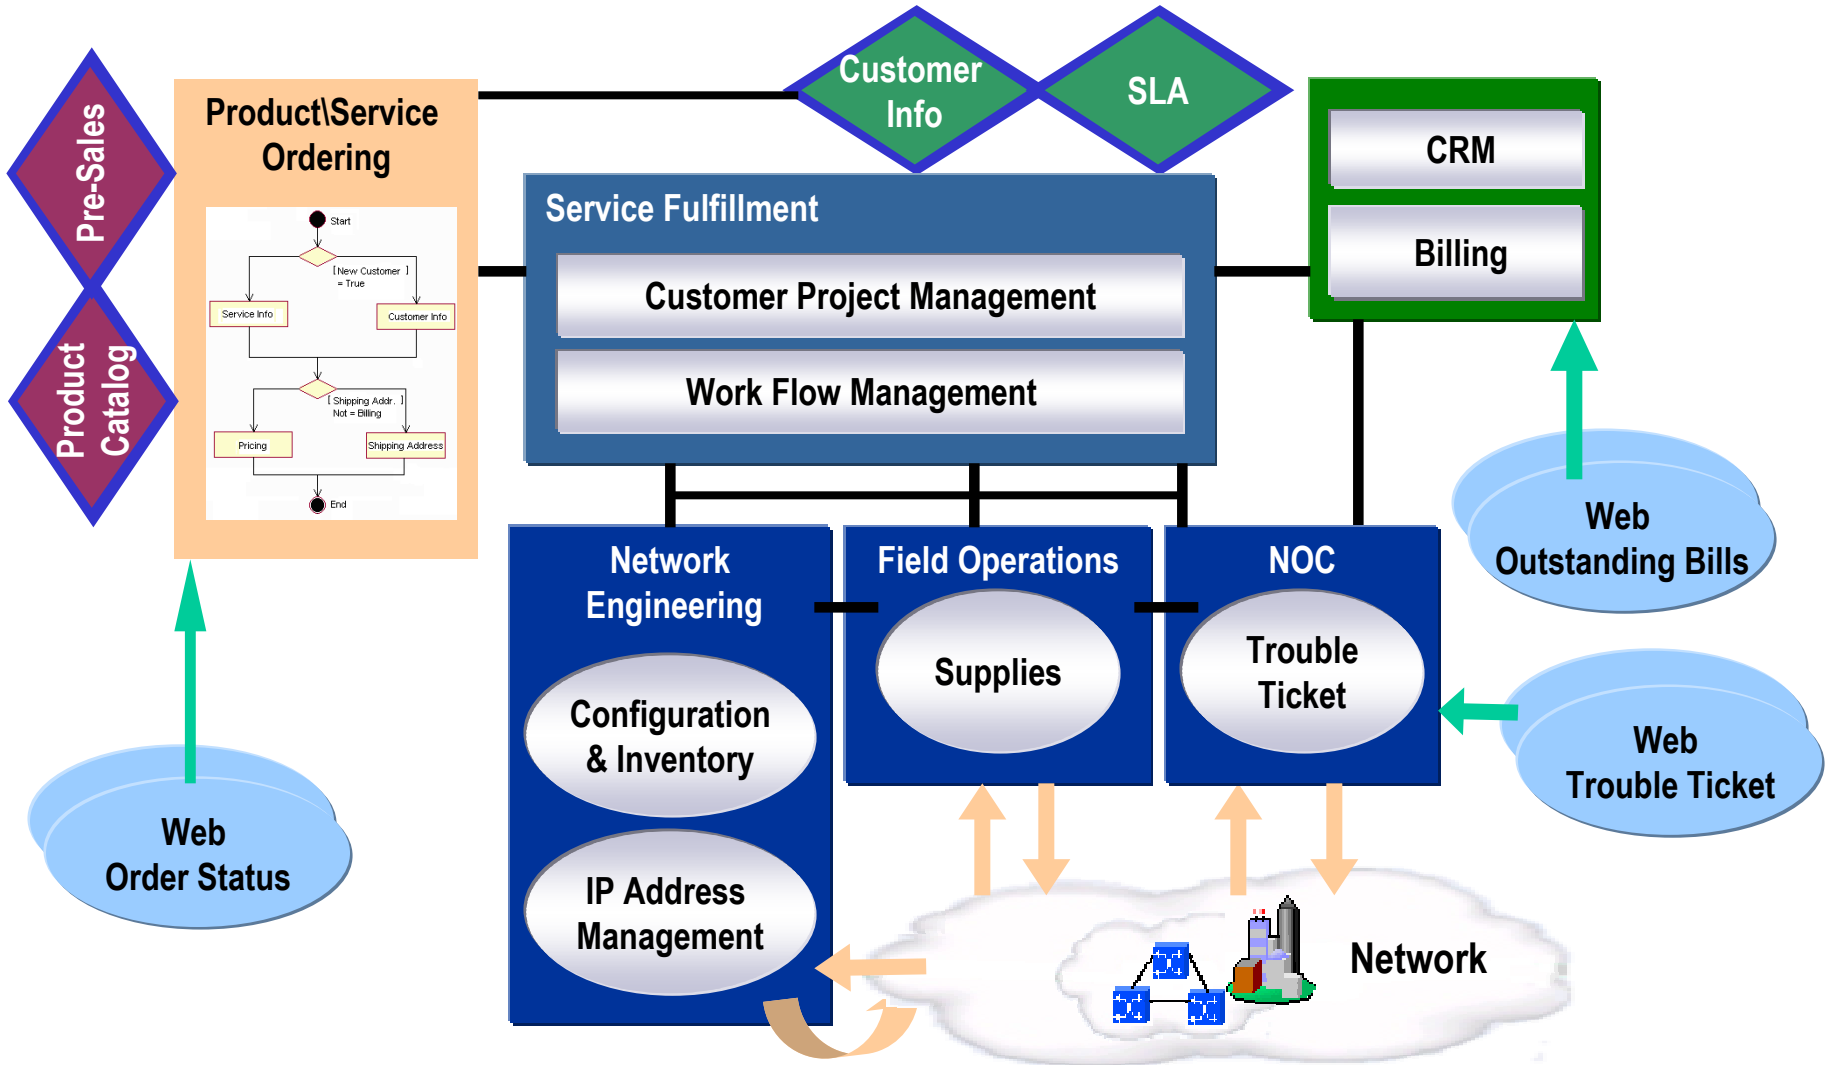 Pre-Sales
Product
Catalog
Product\Service
Ordering
Start
[ New Customer ]
= True
Service Info
Customer Info
[ Shipping Addr. ]
Not = Billing
Pricing
Shipping Address
End
Customer
Info
SLA
Service Fulfillment
Customer Project Management
Work Flow Management
CRM
Billing
Network
Engineering
Configuration
& Inventory
IP Address
Management
Field Operations
Supplies
NOC
Trouble
Ticket
Web
Outstanding Bills
Web
Trouble Ticket
Web
Order Status
Network